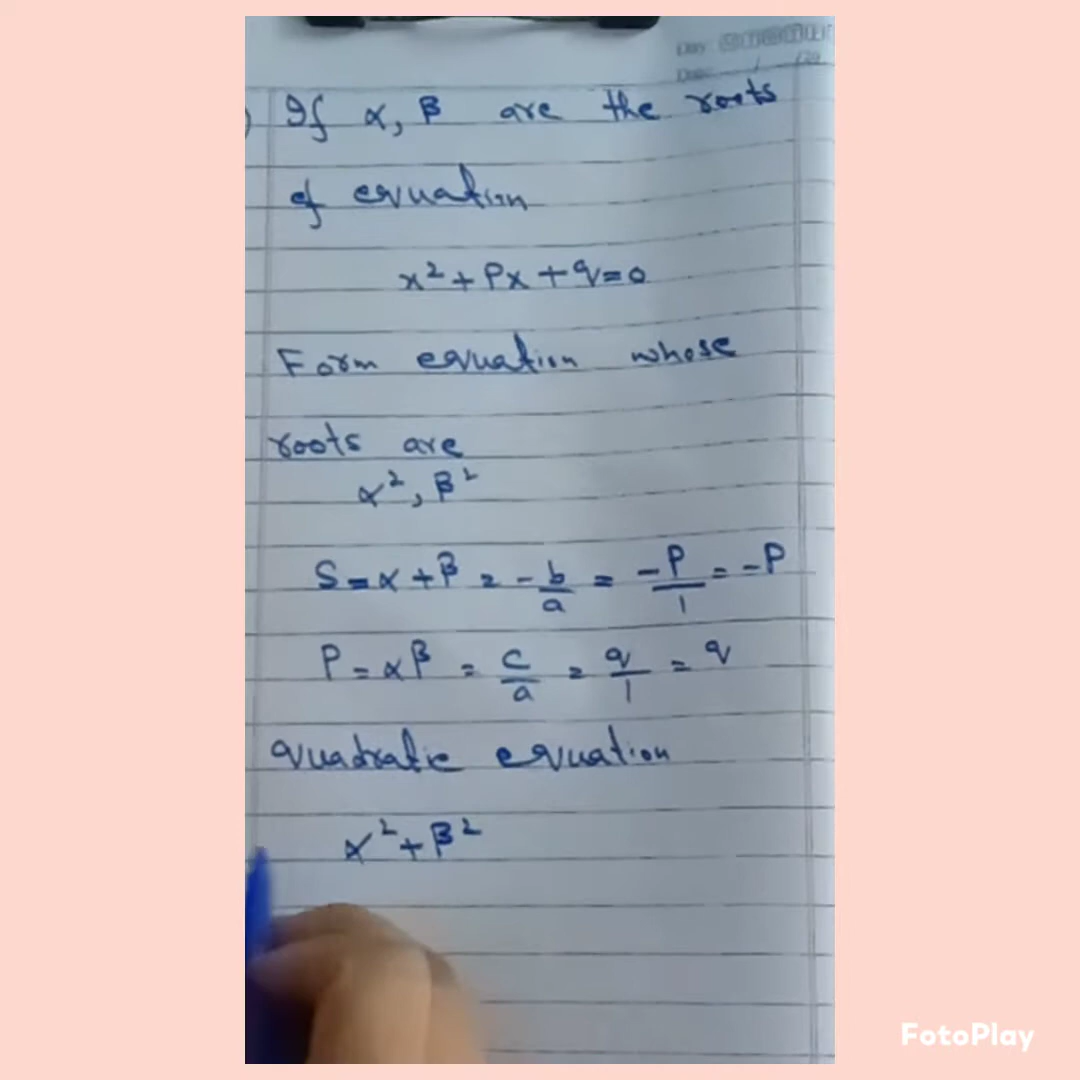 If α, β are the roots
of equation
x² + Px + q = 0
Form equation whose
roots are
α², β²
S = α + β = - b/a = -P/1 = -P
P = αβ = c/a = q/1 = q
quadratic equation
α² + β²
FotoPlay